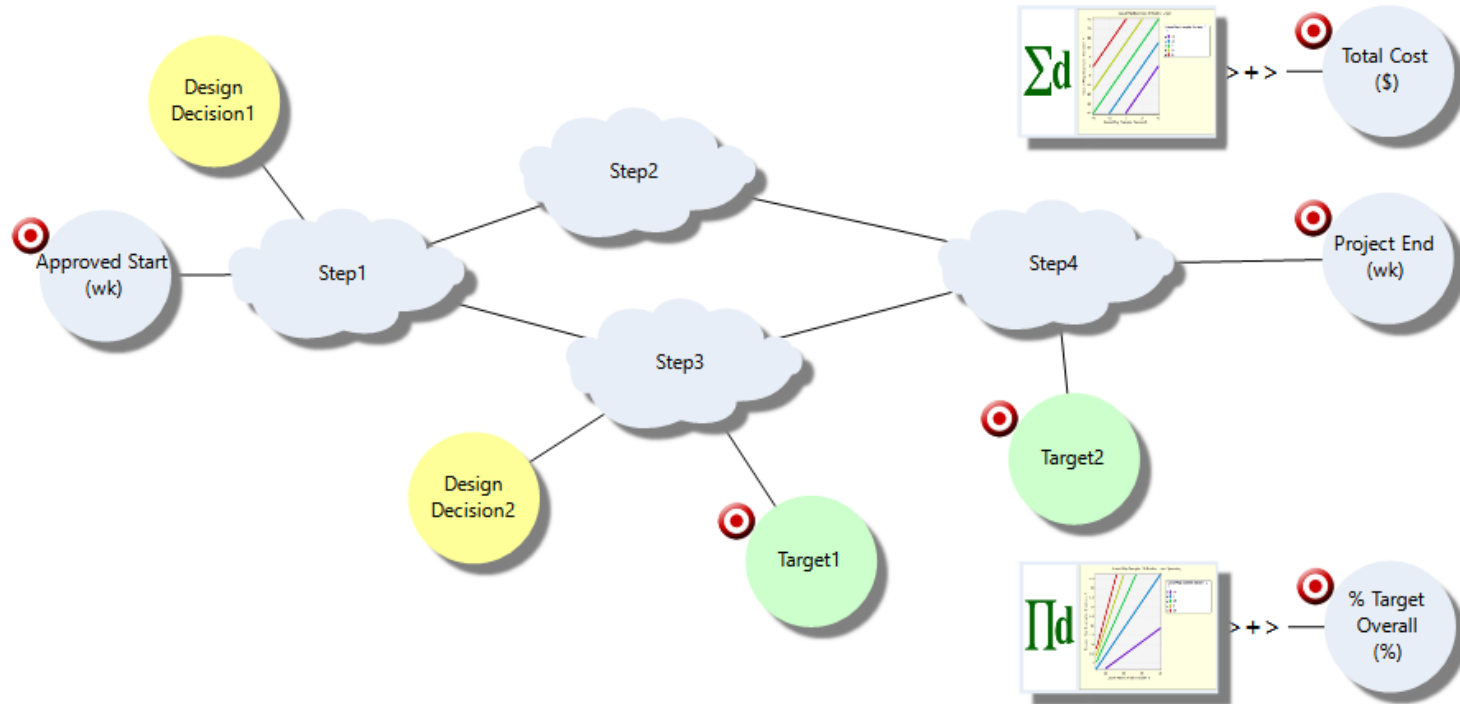 Design
Decision1
Σd
> + >
Total Cost
($)
Step2
Approved Start
(wk)
Step1
Step4
Project End
(wk)
Step3
Design
Decision2
Target1
Target2
∏d
> + >
% Target
Overall
(%)